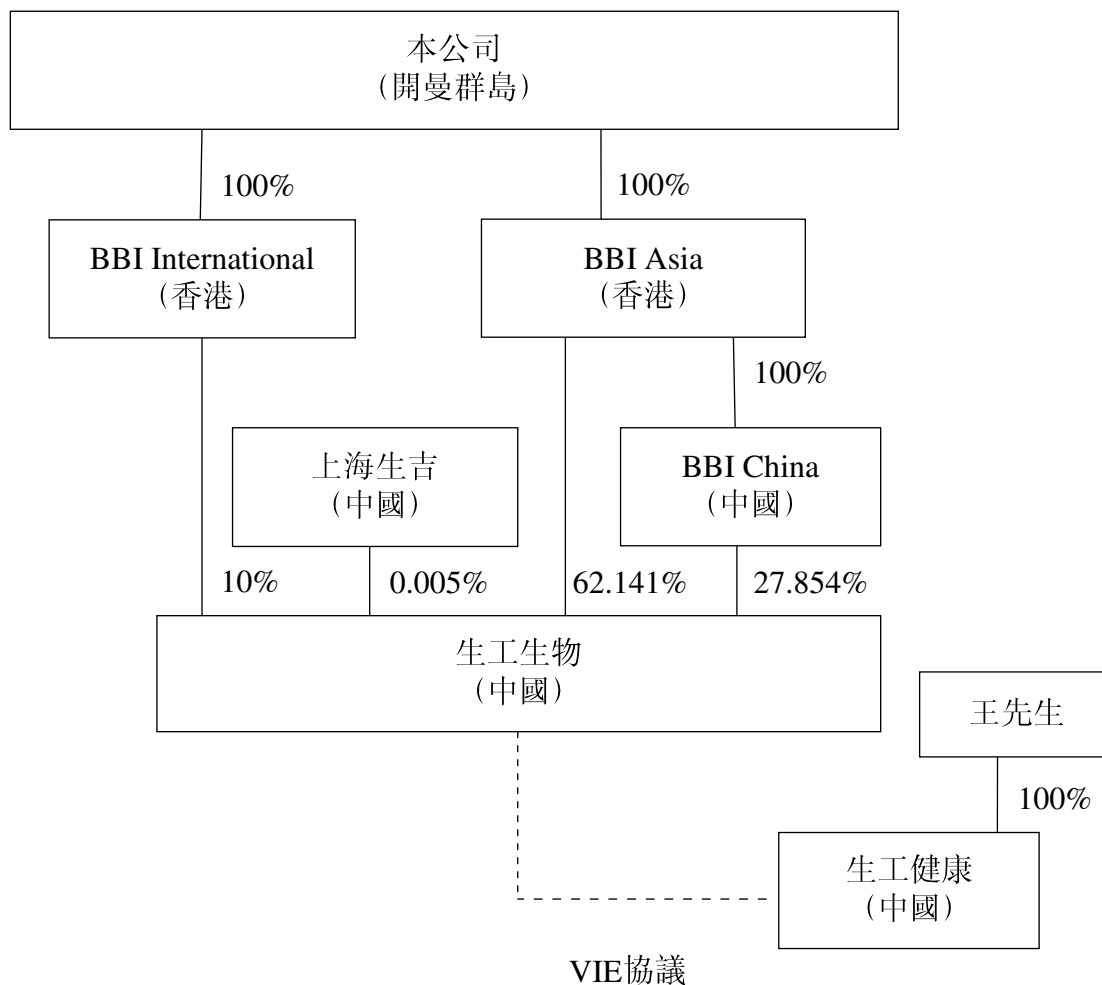 本公司
（開曼群島）
100%
100%
BBI International
（香港）
BBI Asia
（香港）
100%
上海生吉
（中國）
BBI China
（中國）
10%
0.005%
62.141%
27.854%
生工生物
（中國）
王先生
100%
生工健康
（中國）
VIE協議